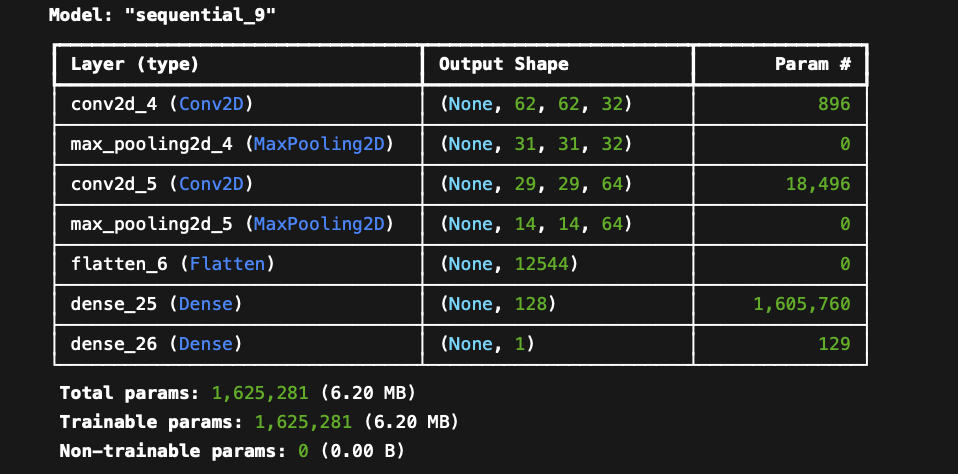 Model: "sequential_9"
Layer (type) Output Shape Param #
conv2d_4 (Conv2D) (None, 62, 62, 32) 896
max_pooling2d_4 (MaxPooling2D) (None, 31, 31, 32) 0
conv2d_5 (Conv2D) (None, 29, 29, 64) 18,496
max_pooling2d_5 (MaxPooling2D) (None, 14, 14, 64) 0
flatten_6 (Flatten) (None, 12544) 0
dense_25 (Dense) (None, 128) 1,605,760
dense_26 (Dense) (None, 1) 129
Total params: 1,625,281 (6.20 MB)
Trainable params: 1,625,281 (6.20 MB)
Non-trainable params: 0 (0.00 B)